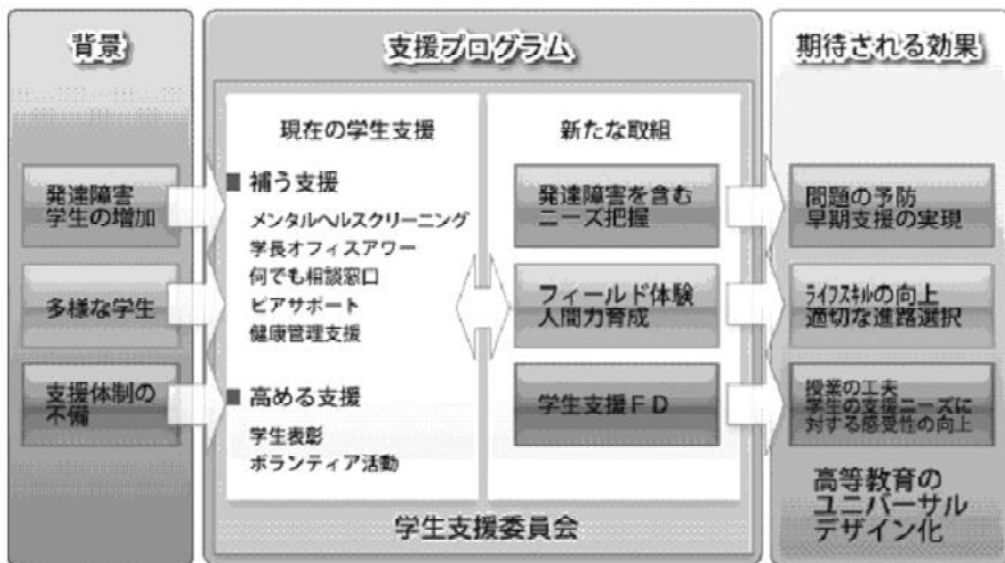 背景
発達障害
学生の増加
多様な学生
支援体制の
不備
支援プログラム
現在の学生支援
■ 補う支援
メンタルヘルスクリーニング
学長オフィスアワー
何でも相談窓口
ピアサポート
健康管理支援
■ 高める支援
学生表彰
ボランティア活動
新たな取組
発達障害を含む
ニーズ把握
フィールド体験
人間力育成
学生支援FD
学生支援委員会
期待される効果
問題の予防
早期支援の実現
ライフスキルの向上
適切な進路選択
授業の工夫
学生の支援ニーズに
対する感受性の向上
高等教育の
ユニバーサル
デザイン化